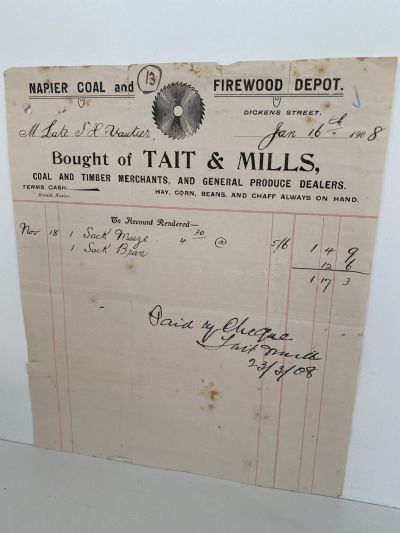 NAPIER COAL and (13) FIREWOOD DEPOT.
DICKENS STREET.
M Late J H Vautier, Jan 16th 1908
Bought of TAIT & MILLS,
COAL AND TIMBER MERCHANTS, AND GENERAL PRODUCE DEALERS.
TERMS CASH. HAY, CORN, BEANS, AND CHAFF ALWAYS ON HAND.
To Account Rendered—
Nov 18 1 Sack Maize 4 30 @ 5/6 1 4 9
1 Sack Bran 12 6
1 17 3
Paid by Cheque
Tait & Mills
23/3/08